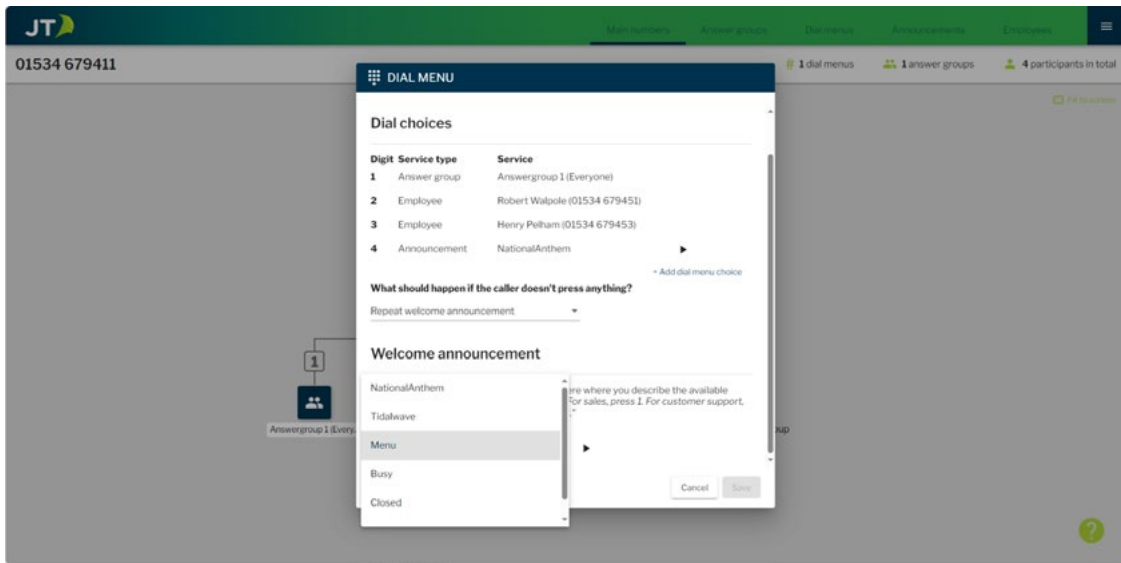 JT
Main numbers Answer groups Dial menus Announcements Employees
01534 679411
# 1 dial menus 1 answer groups 4 participants in total
DIAL MENU
Fit to screen
Dial choices
Digit Service type Service
1 Answer group Answergroup 1 (Everyone)
2 Employee Robert Walpole (01534 679451)
3 Employee Henry Pelham (01534 679453)
4 Announcement NationalAnthem
+ Add dial menu choice
What should happen if the caller doesn't press anything?
Repeat welcome announcement
Welcome announcement
1
NationalAnthem
ere where you describe the available
For sales, press 1. For customer support,
Tidalwave
Answergroup 1 (Every
oup
Menu
Busy
Cancel Save
Closed
?